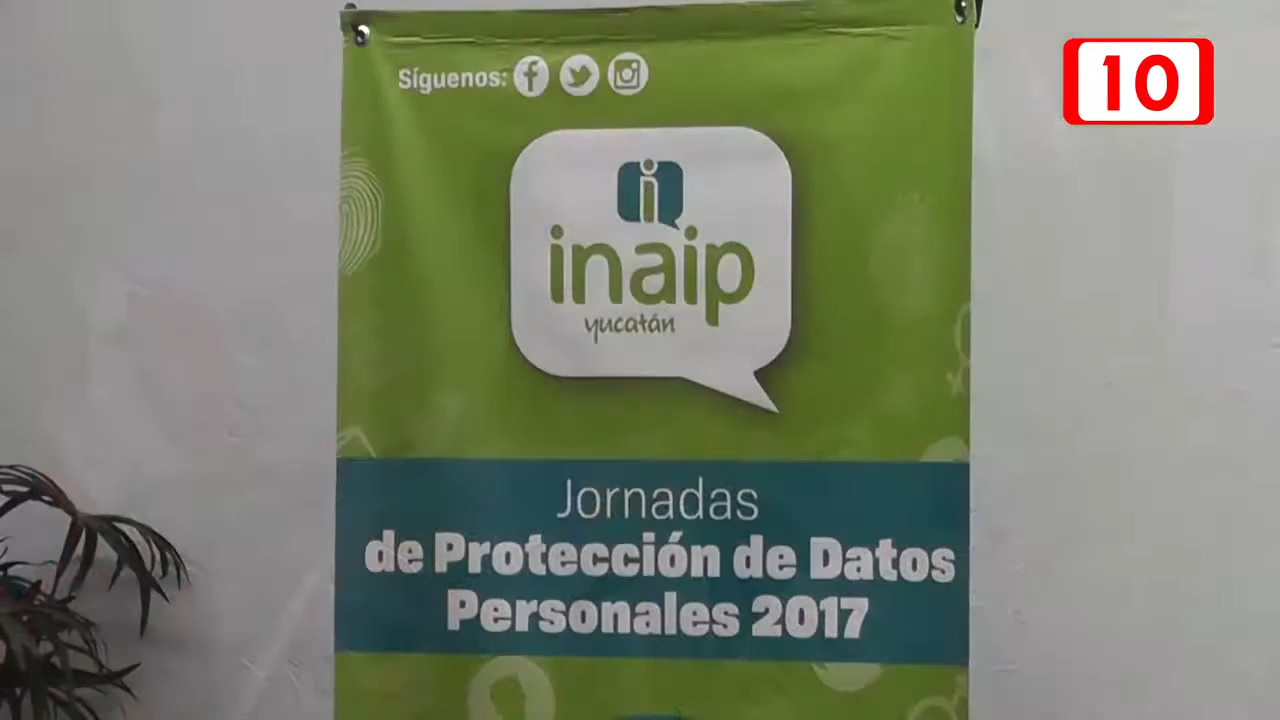 Síguenos:
10
inaip
yucatán
Jornadas
de Protección de Datos
Personales 2017